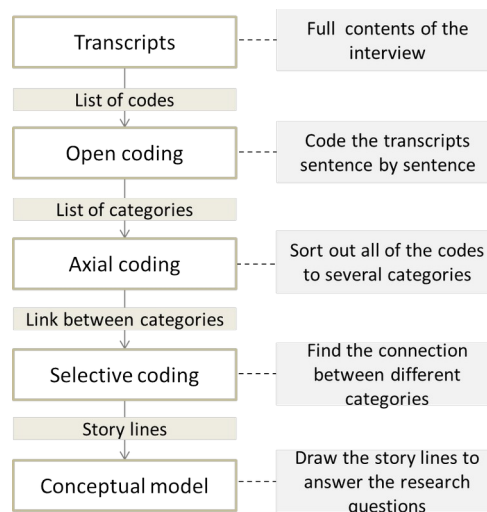 Transcripts
Full contents of the
interview
List of codes
Open coding
Code the transcripts
sentence by sentence
List of categories
Axial coding
Sort out all of the codes
to several categories
Link between categories
Selective coding
Find the connection
between different
categories
Story lines
Conceptual model
Draw the story lines to
answer the research
questions